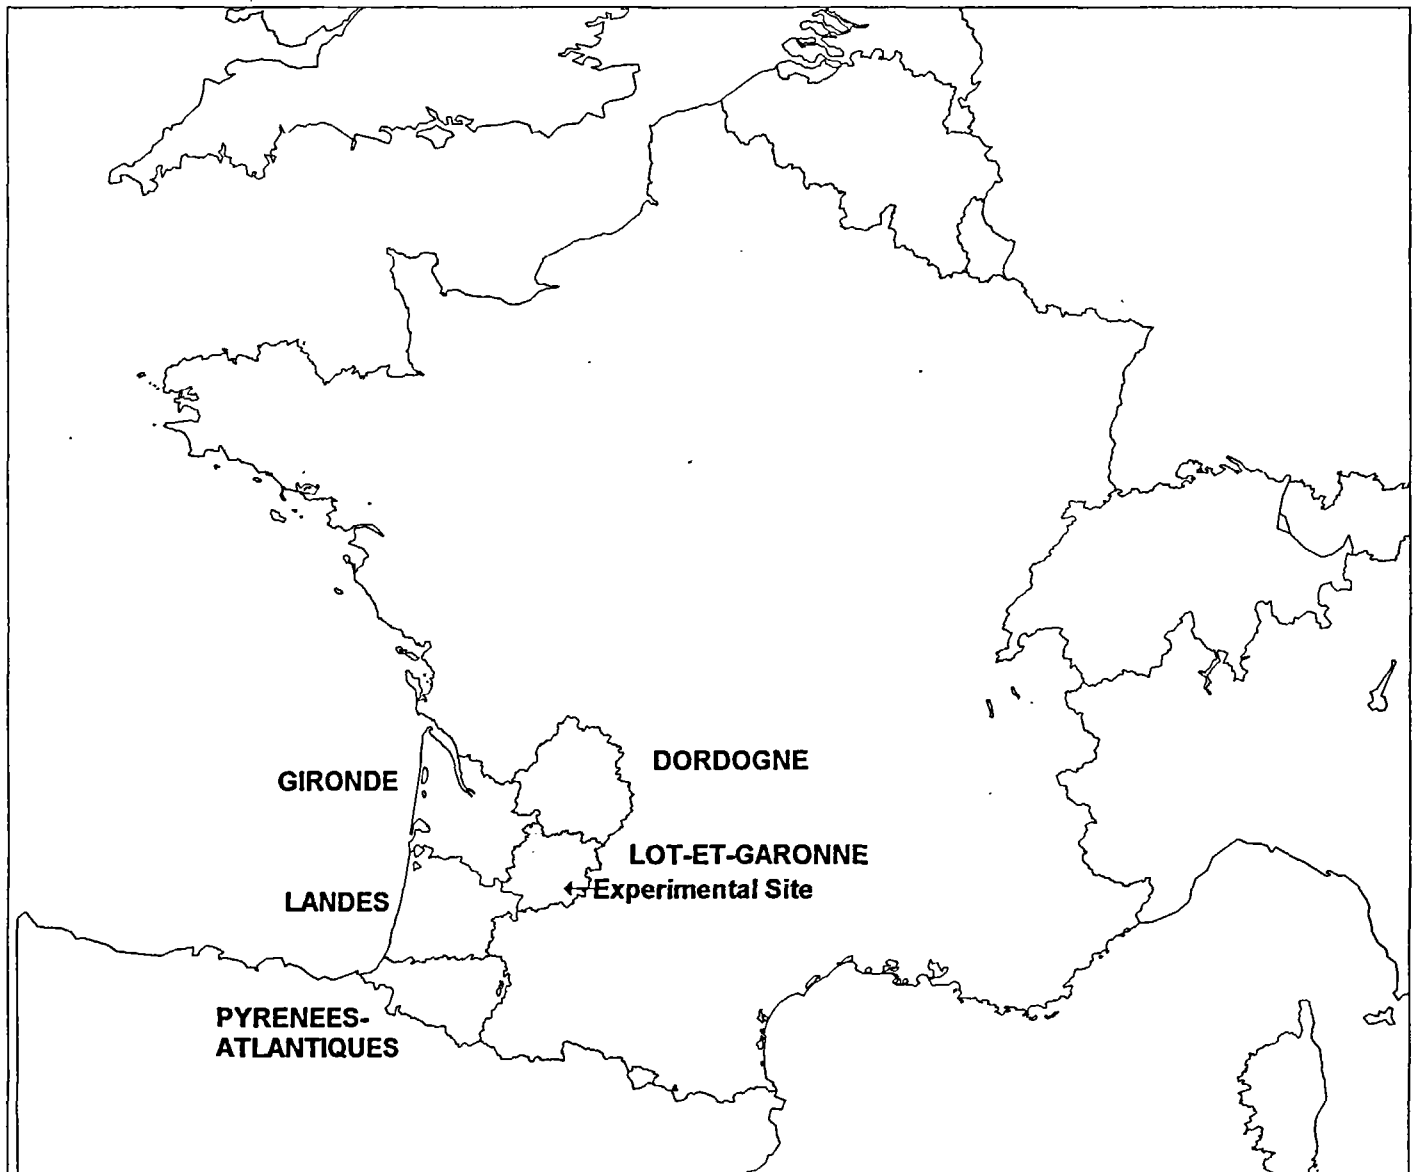 DORDOGNE
GIRONDE
LOT-ET-GARONNE
Experimental Site
LANDES
PYRENEES-
ATLANTIQUES